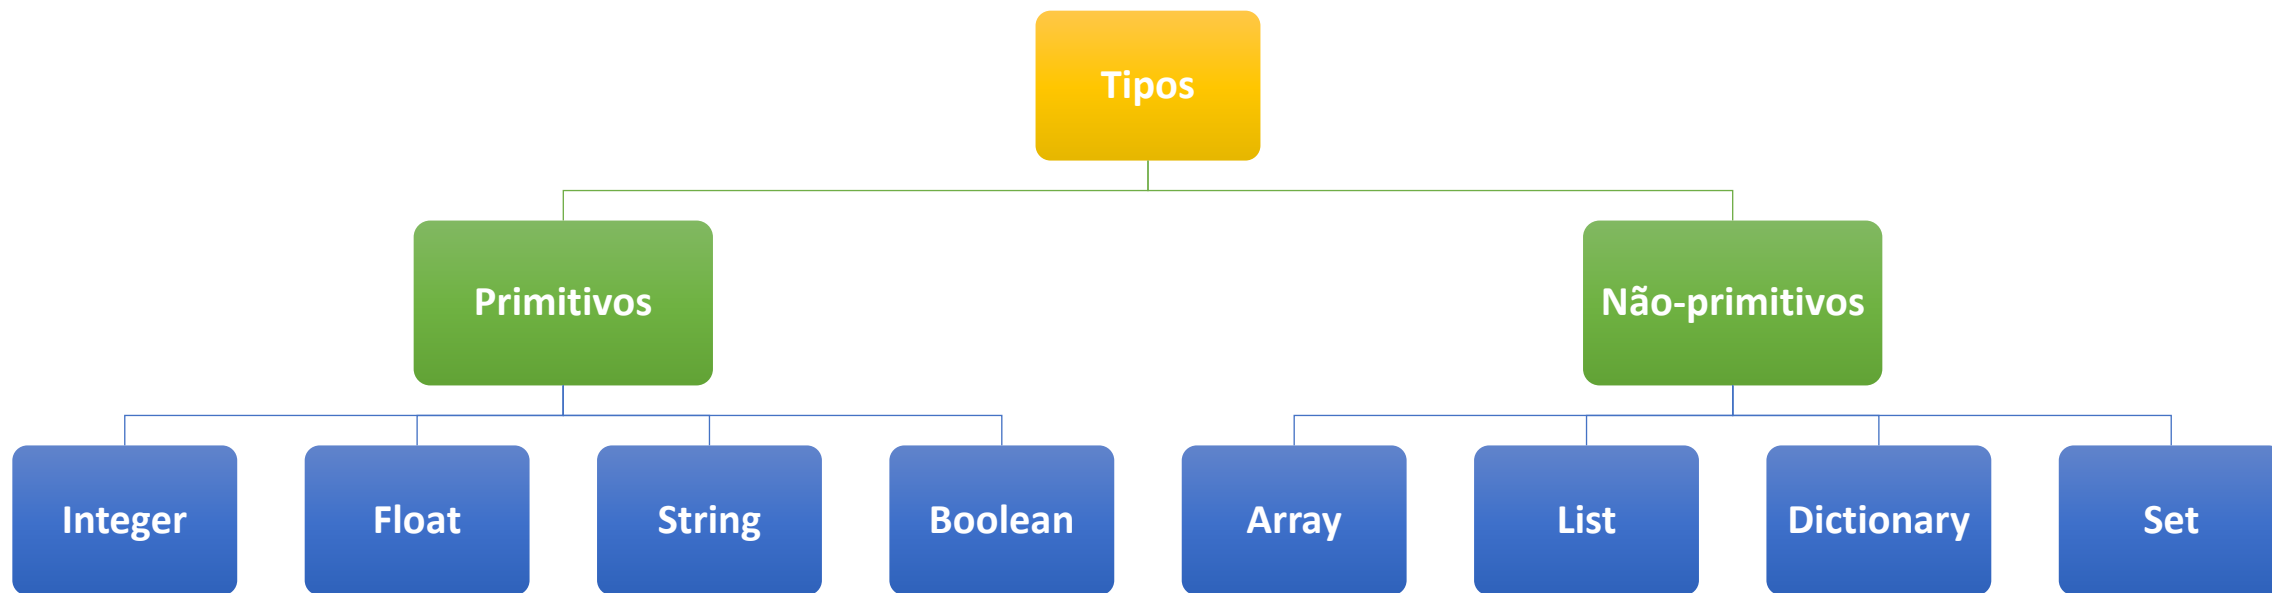 Tipos
Primitivos
Não-primitivos
Integer
Float
String
Boolean
Array
List
Dictionary
Set